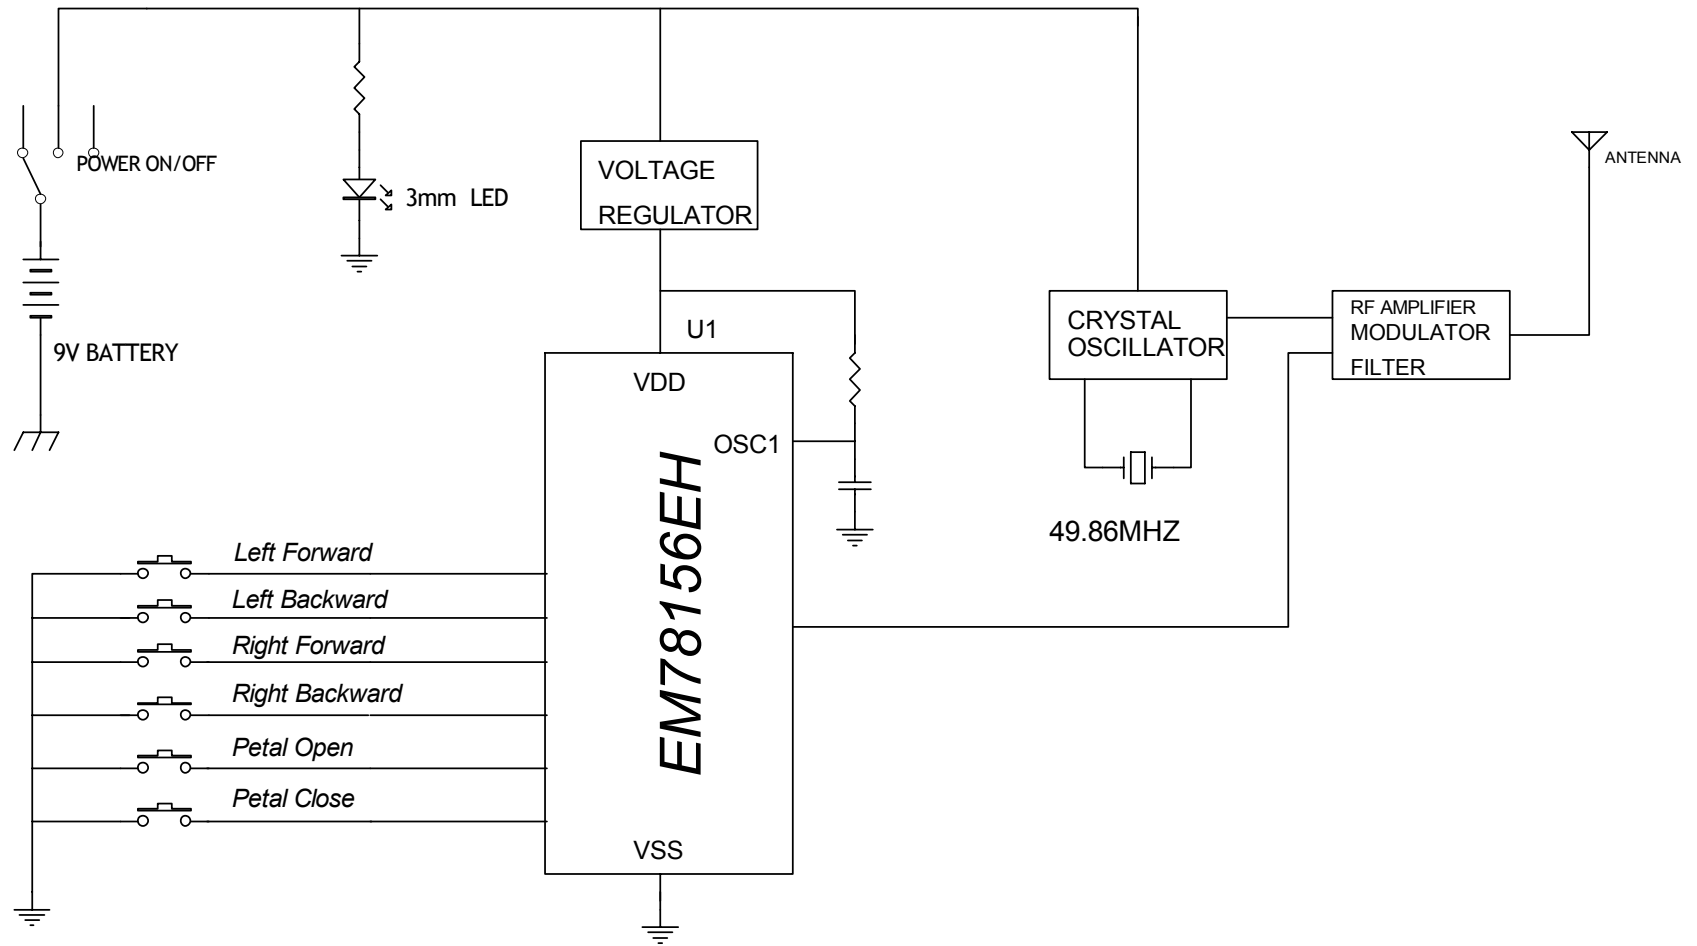 POWER ON/OFF
3mm LED
9V BATTERY
VOLTAGE
REGULATOR
U1
VDD
OSC1
EM78156EH
VSS
CRYSTAL
OSCILLATOR
49.86MHZ
RF AMPLIFIER
MODULATOR
FILTER
ANTENNA
Left Forward
Left Backward
Right Forward
Right Backward
Petal Open
Petal Close